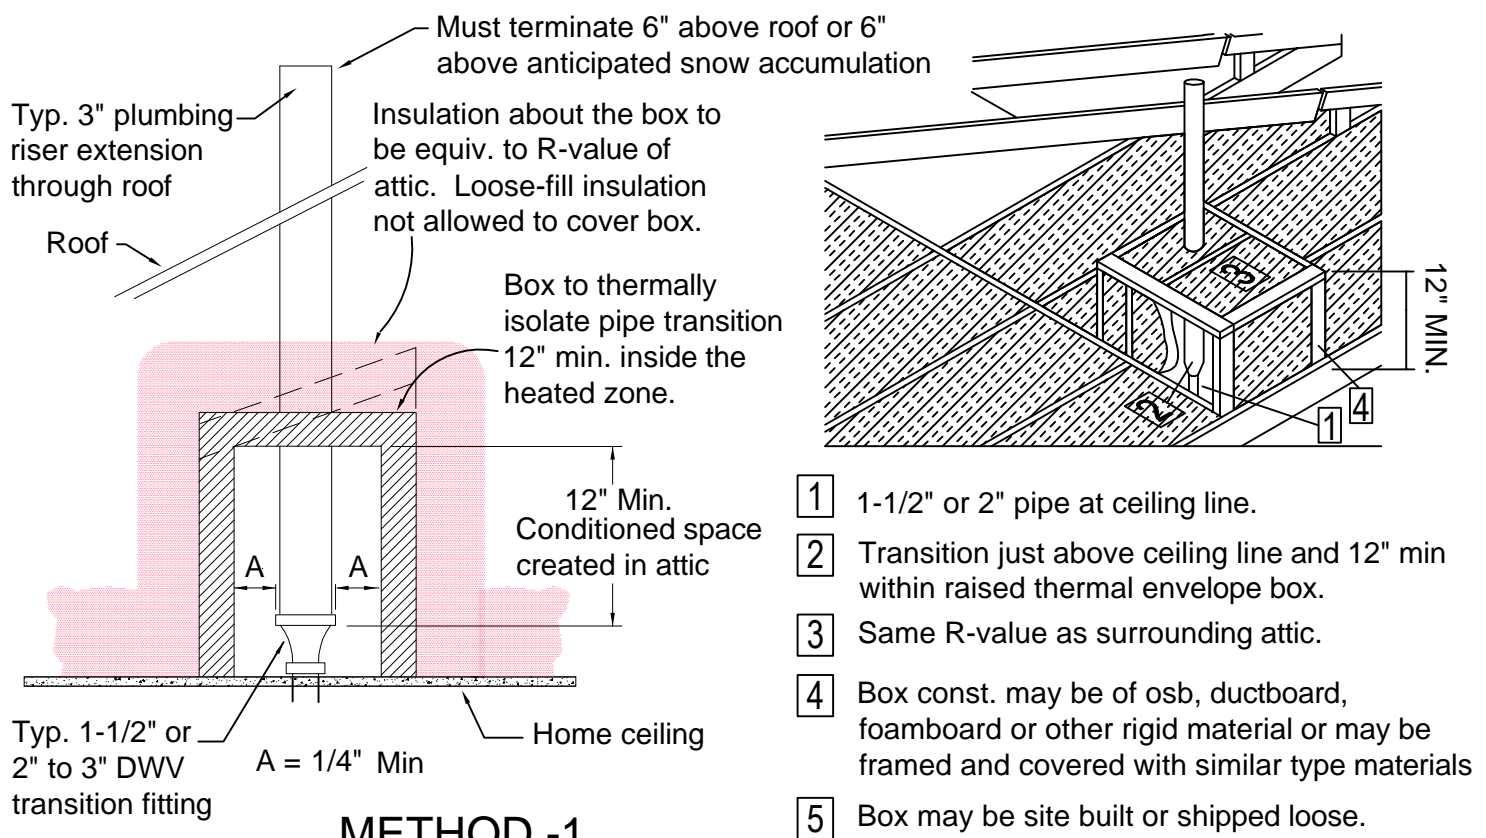 Must terminate 6" above roof or 6"
above anticipated snow accumulation
Typ. 3" plumbing
riser extension
through roof
Insulation about the box to
be equiv. to R-value of
attic.  Loose-fill insulation
not allowed to cover box.
Roof
Box to thermally
isolate pipe transition
12" min. inside the
heated zone.
12" Min.
Conditioned space
created in attic
A
A
Typ. 1-1/2" or
2" to 3" DWV
transition fitting
A = 1/4"  Min
Home ceiling
METHOD -1
3
2
12" MIN.
1
4
1 1-1/2" or 2" pipe at ceiling line.
2 Transition just above ceiling line and 12" min
within raised thermal envelope box.
3 Same R-value as surrounding attic.
4 Box const. may be of osb, ductboard,
foamboard or other rigid material or may be
framed and covered with similar type materials
5 Box may be site built or shipped loose.